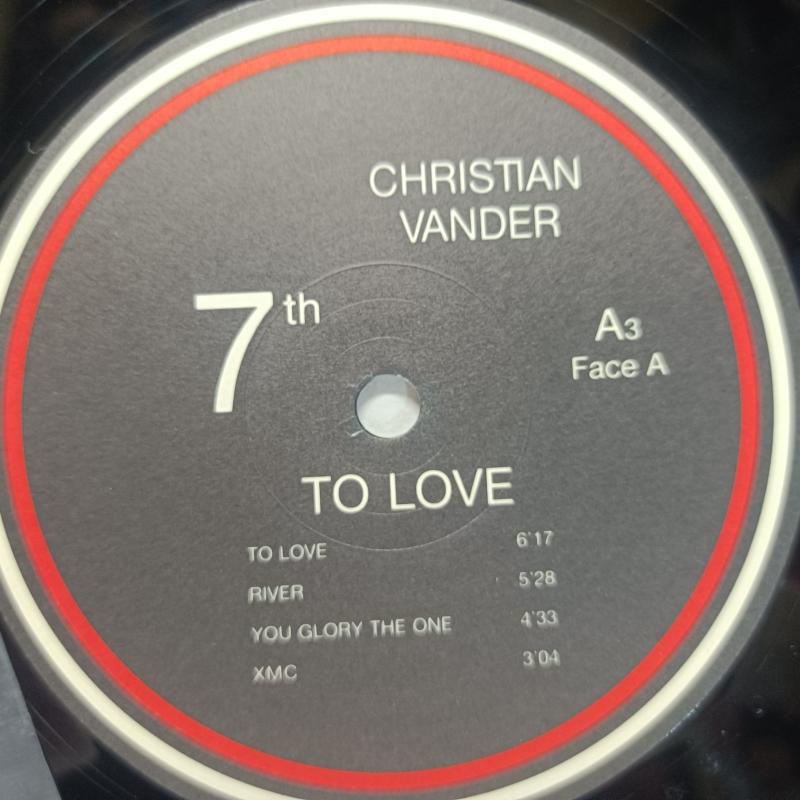 CHRISTIAN
VANDER
7th
A3
Face A
TO LOVE
TO LOVE 6'17
RIVER 5'28
YOU GLORY THE ONE 4'33
XMC 3'04